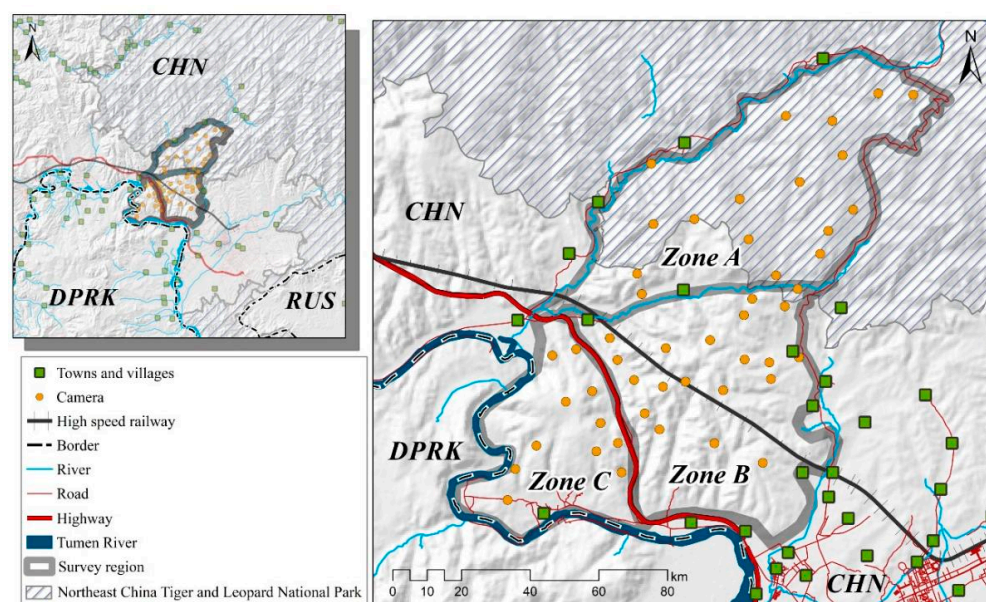 N
CHN
DPRK
RUS
Towns and villages
Camera
High speed railway
Border
River
Road
Highway
Tumen River
Survey region
Northeast China Tiger and Leopard National Park
N
CHN
Zone A
DPRK
Zone C
Zone B
CHN
0 10 20 40 60 80
km